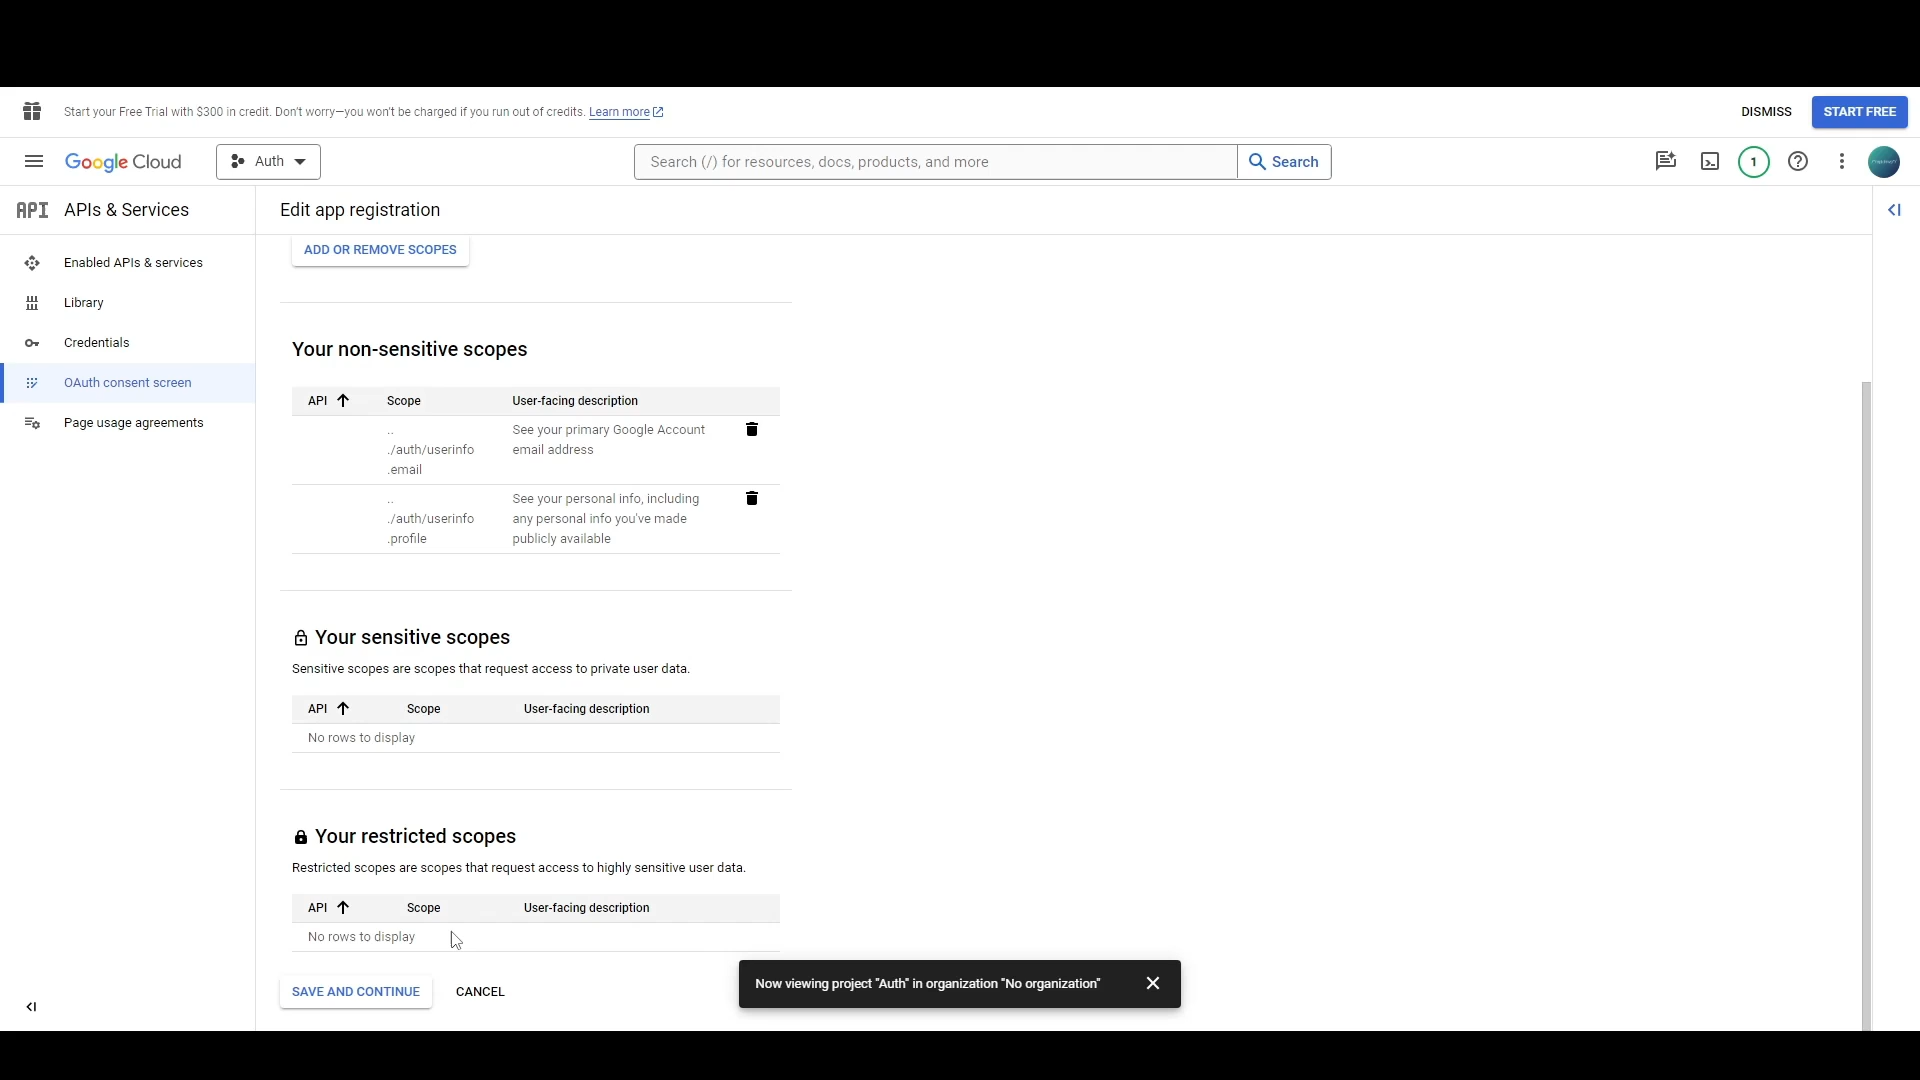 Start your Free Trial with $300 in credit. Don't worry—you won't be charged if you run out of credits. Learn more
DISMISS
START FREE
Google Cloud
Auth
Search (/) for resources, docs, products, and more
Search
1
API APIs & Services
Edit app registration
Enabled APIs & services
Library
Credentials
OAuth consent screen
Page usage agreements
ADD OR REMOVE SCOPES
Your non-sensitive scopes
API Scope User-facing description
.. See your primary Google Account
./auth/userinfo email address
.email
.. See your personal info, including
./auth/userinfo any personal info you've made
.profile publicly available
Your sensitive scopes
Sensitive scopes are scopes that request access to private user data.
API Scope User-facing description
No rows to display
Your restricted scopes
Restricted scopes are scopes that request access to highly sensitive user data.
API Scope User-facing description
No rows to display
SAVE AND CONTINUE CANCEL
Now viewing project "Auth" in organization "No organization"